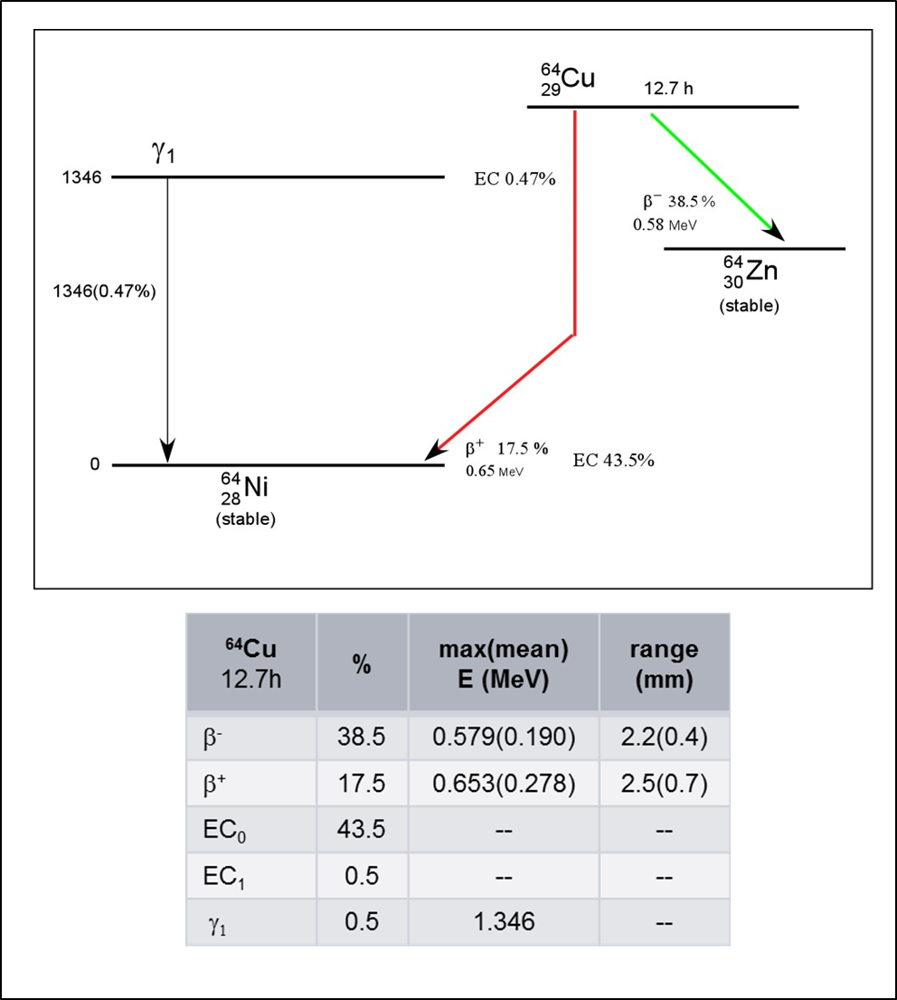 64
29Cu
12.7 h
γ1
1346
EC 0.47%
β− 38.5 %
0.58 MeV
64
30Zn
(stable)
1346(0.47%)
β+ 17.5 %
0.65 MeV
EC 43.5%
0
64
28Ni
(stable)
64Cu
12.7h
%
max(mean)
E (MeV)
range
(mm)
β- 38.5 0.579(0.190) 2.2(0.4)
β+ 17.5 0.653(0.278) 2.5(0.7)
EC0 43.5 -- --
EC1 0.5 -- --
γ1 0.5 1.346 --